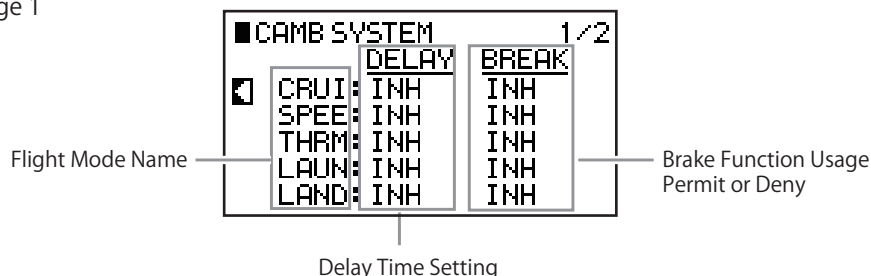 ge 1
■CAMB SYSTEM 1/2
DELAY BREAK
CRUI: INH INH
SPEE: INH INH
THRM: INH INH
LAUN: INH INH
LAND: INH INH
Flight Mode Name
Brake Function Usage
Permit or Deny
Delay Time Setting